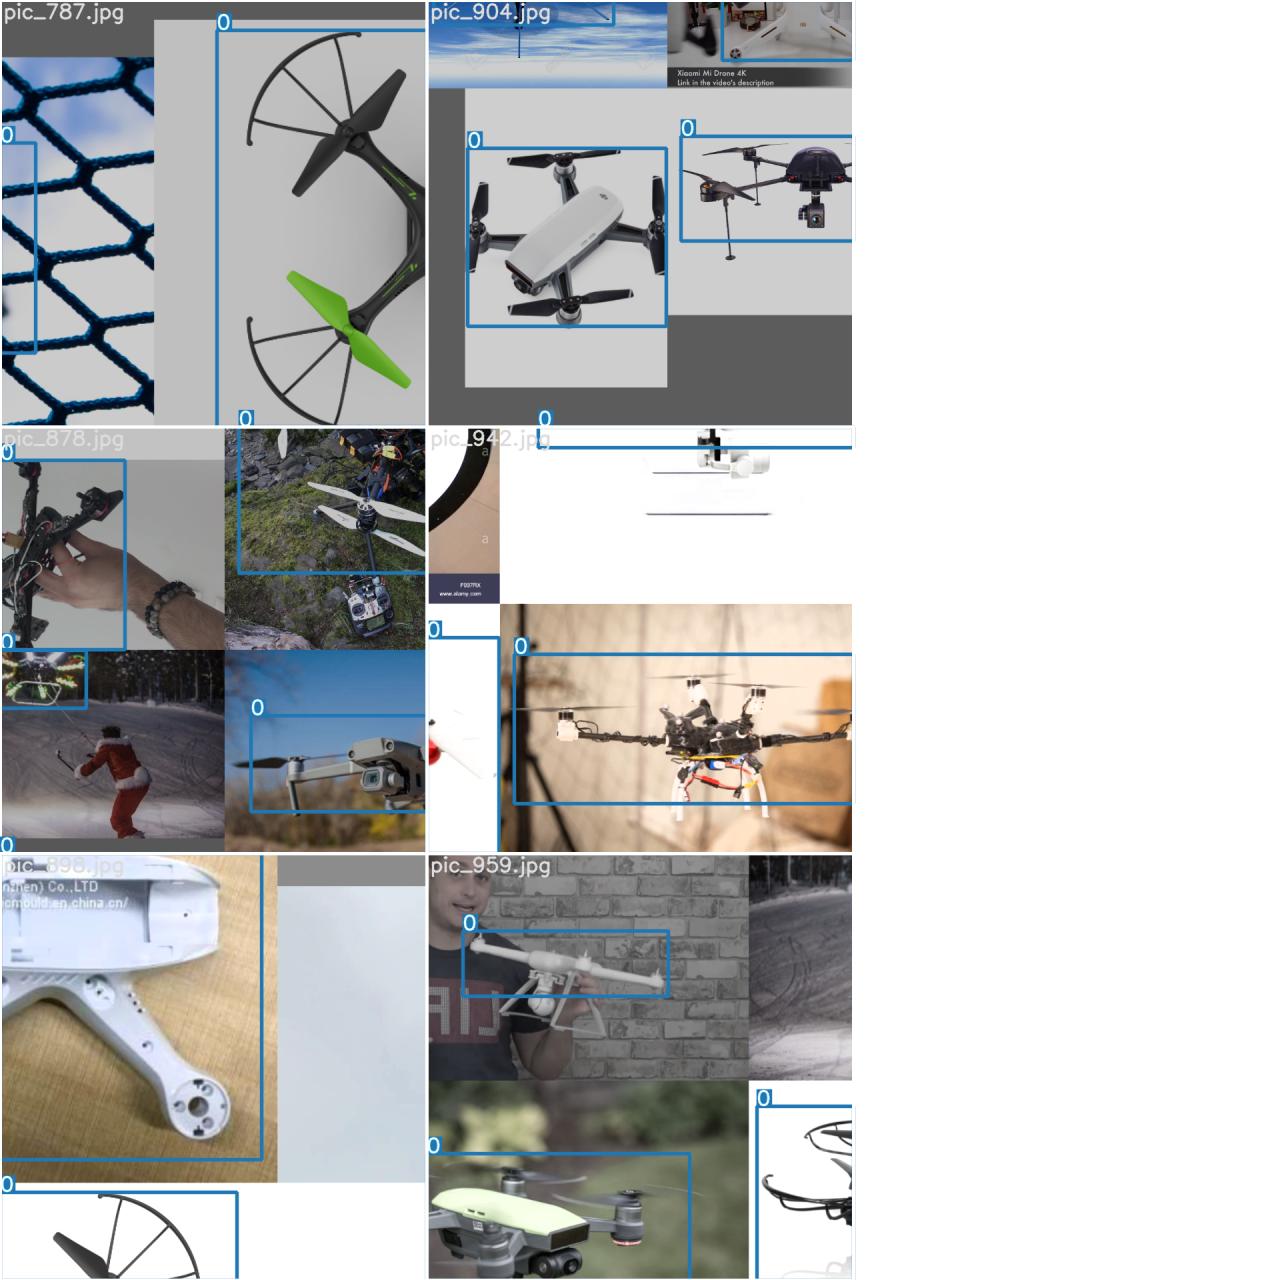 pic_787.jpg
0
0
pic_904.jpg
Xiaomi Mi Drone 4K
Link in the video's description
0
0
pic_878.jpg
0
0
0
0
0
pic_942.jpg
0
a
a
F097RX
www.alamy.com
0
0
pic_898.jpg
nzhen) Co.,LTD
cmould.en.china.cn/
0
pic_959.jpg
0
0
0